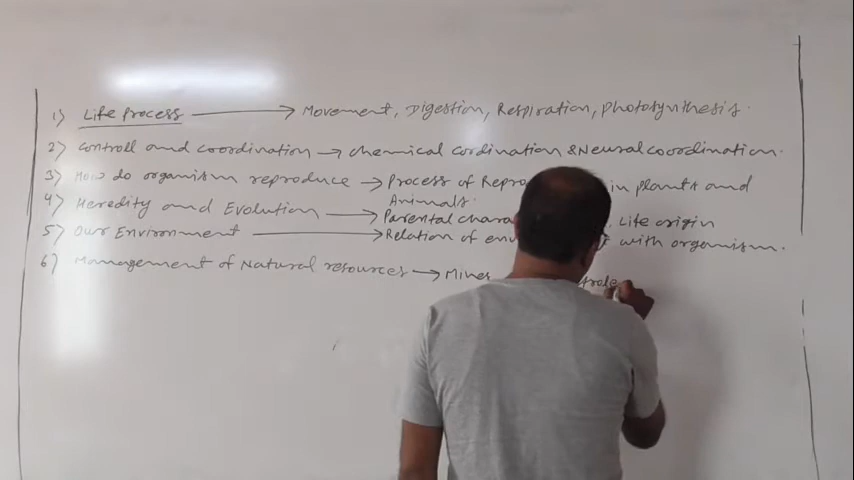 1) Life Process → Movement, Digestion, Respiration, Photosynthesis.
2) Controll and coordination → chemical cordination & Neural coordination.
3) How do organism reproduce → Process of Repro in plants and
Animals.
4) Heredity and Evolution → Parental chara . Life origin
5) Our Environment → Relation of env with organism.
6) Management of Natural resources →